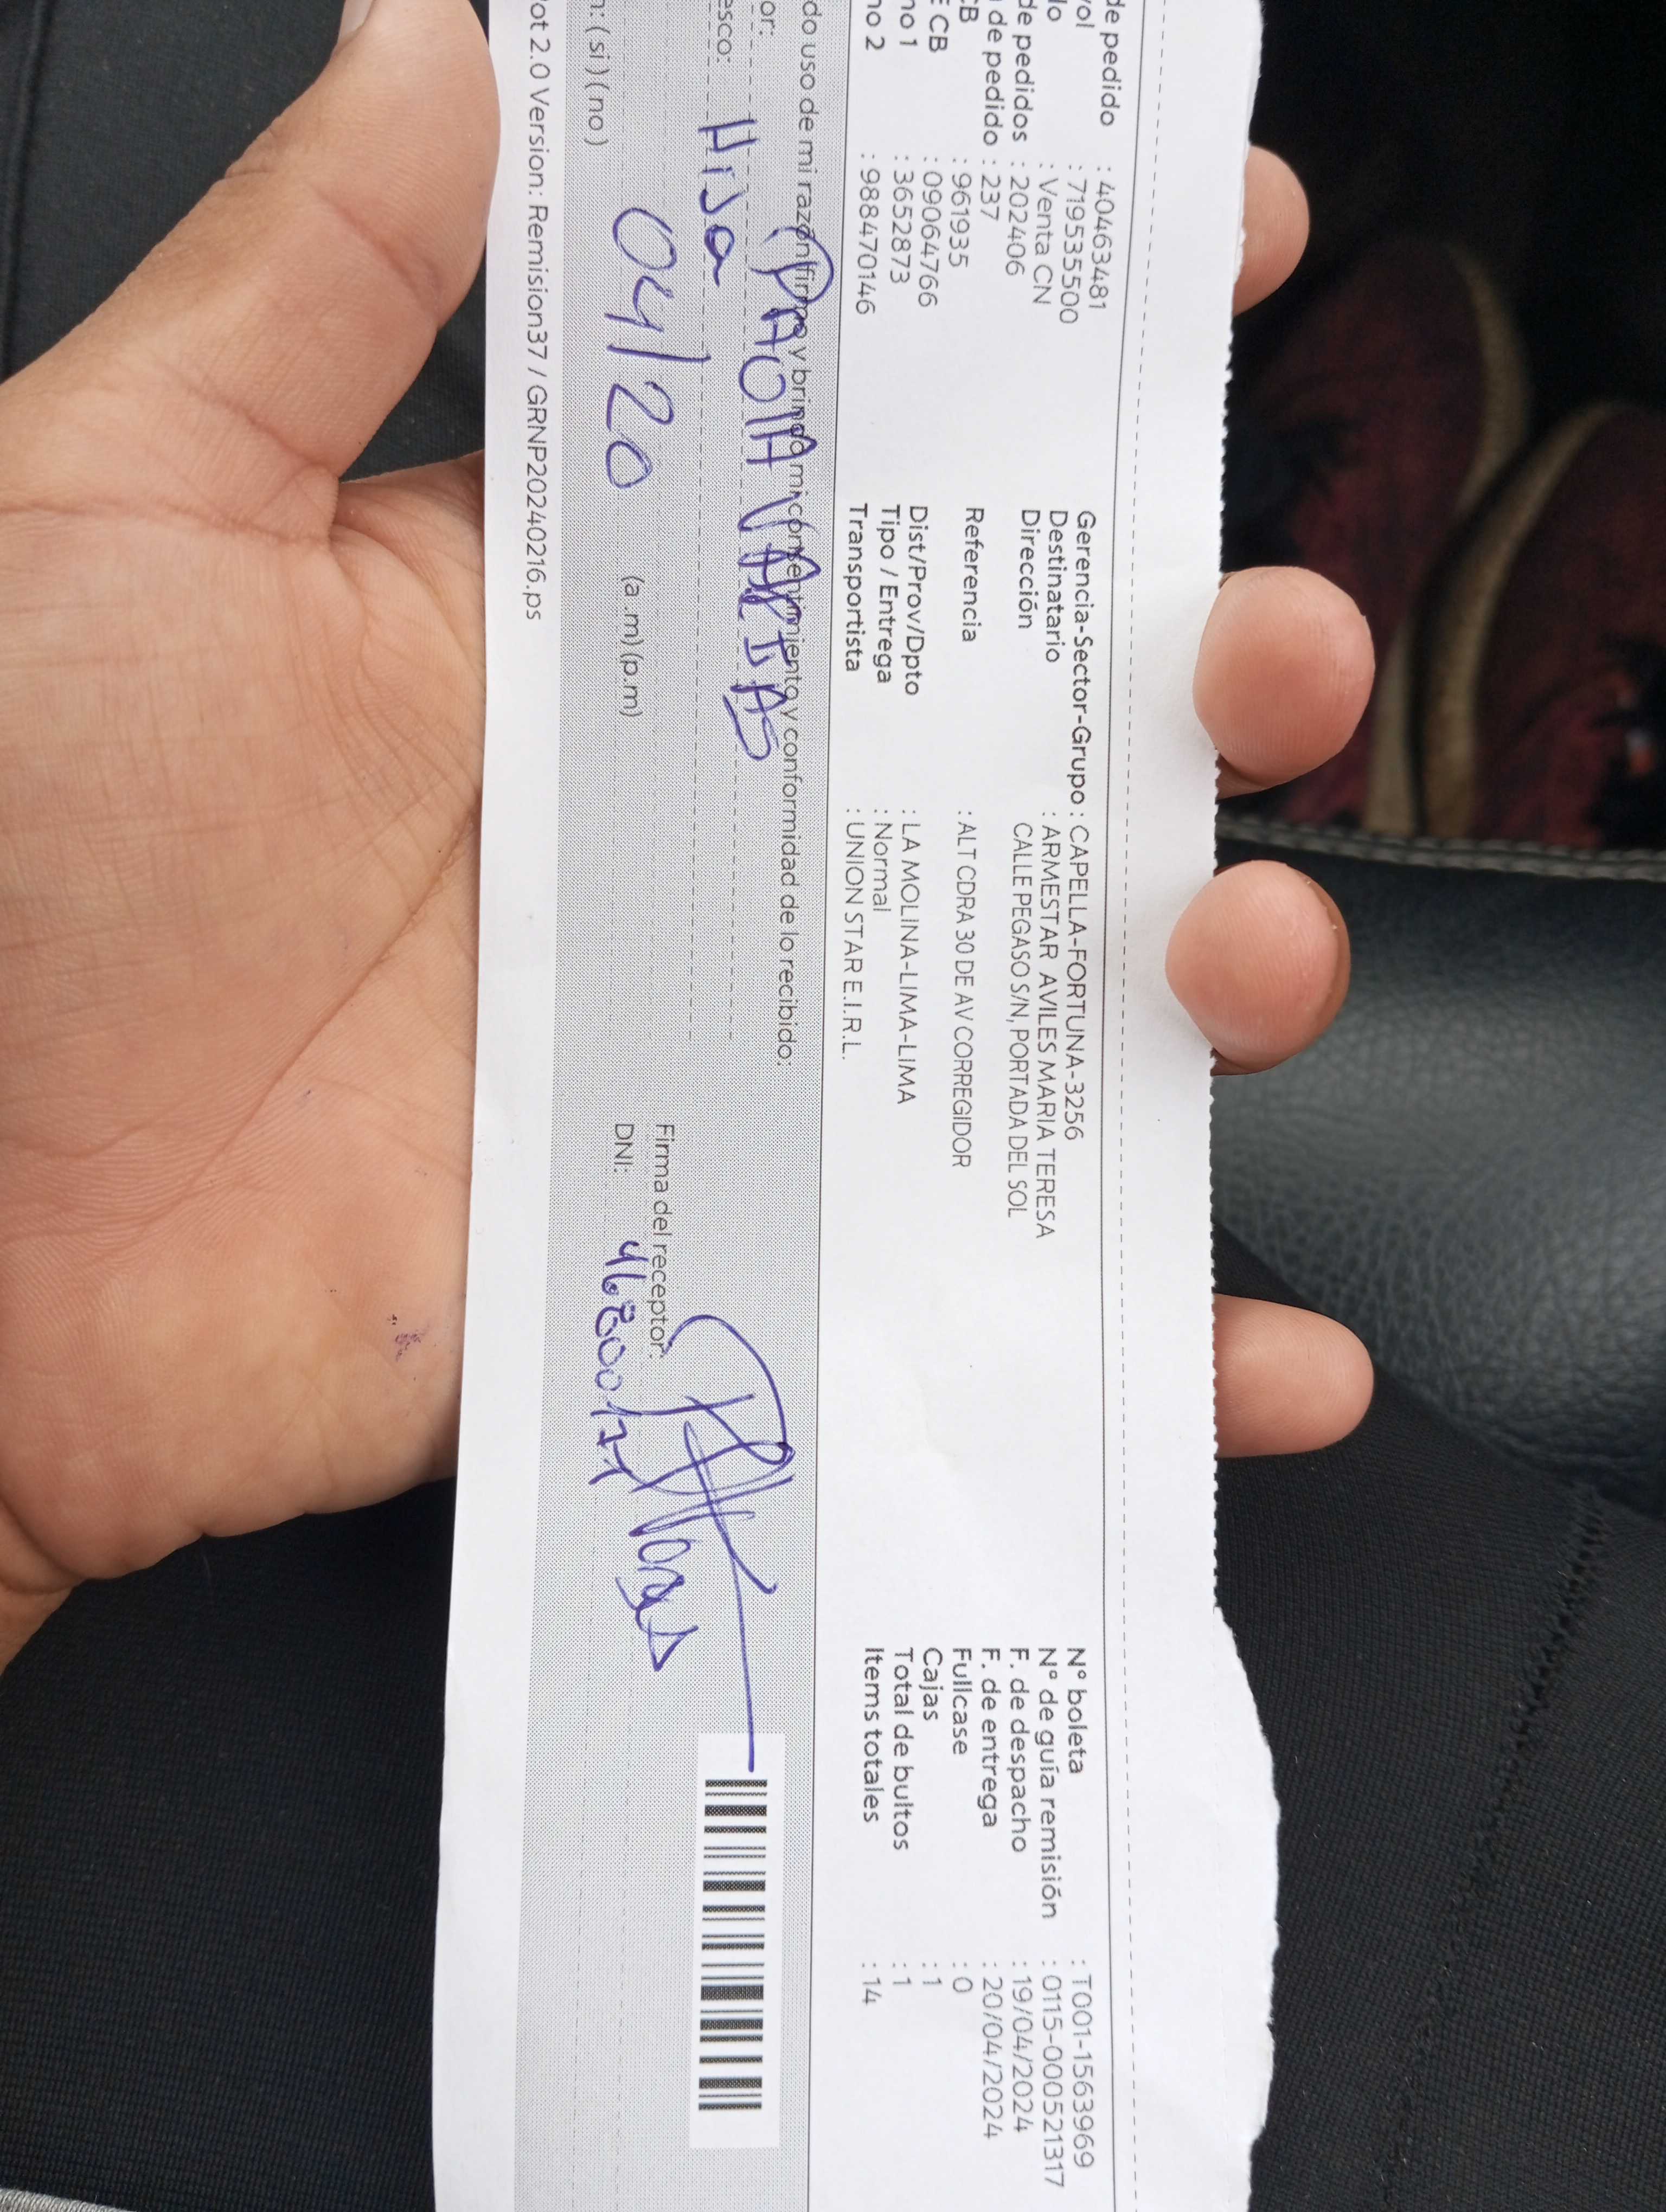 de pedido : 40463481
rol : 719535500
do : Venta CN
de pedidos : 202406
de pedido : 237
CB : 961935
E CB : 09064766
no 1 : 3652873
no 2 : 988470146
Gerencia-Sector-Grupo : CAPELLA-FORTUNA-3256
Destinatario : ARMESTAR AVILES MARIA TERESA
Dirección CALLE PEGASO S/N, PORTADA DEL SOL
Referencia : ALT CDRA 30 DE AV CORREGIDOR
Dist/Prov/Dpto : LA MOLINA-LIMA-LIMA
Tipo / Entrega : Normal
Transportista : UNION STAR E.I.R.L.
N° boleta : T001-1563969
N° de guía remisión : 0115-000521317
F. de despacho : 19/04/2024
F. de entrega : 20/04/2024
Fullcase : 0
Cajas : 1
Total de bultos : 1
Items totales : 14
do uso de mi razón firmo y brindo mi consentimiento y conformidad de lo recibido:
or: PAOlA
esco: HiJa
04/20
n: ( si ) ( no ) (a .m) (p.m)
Firma del receptor:
DNI:
ot 2.0 Version: Remision37 / GRNP20240216.ps